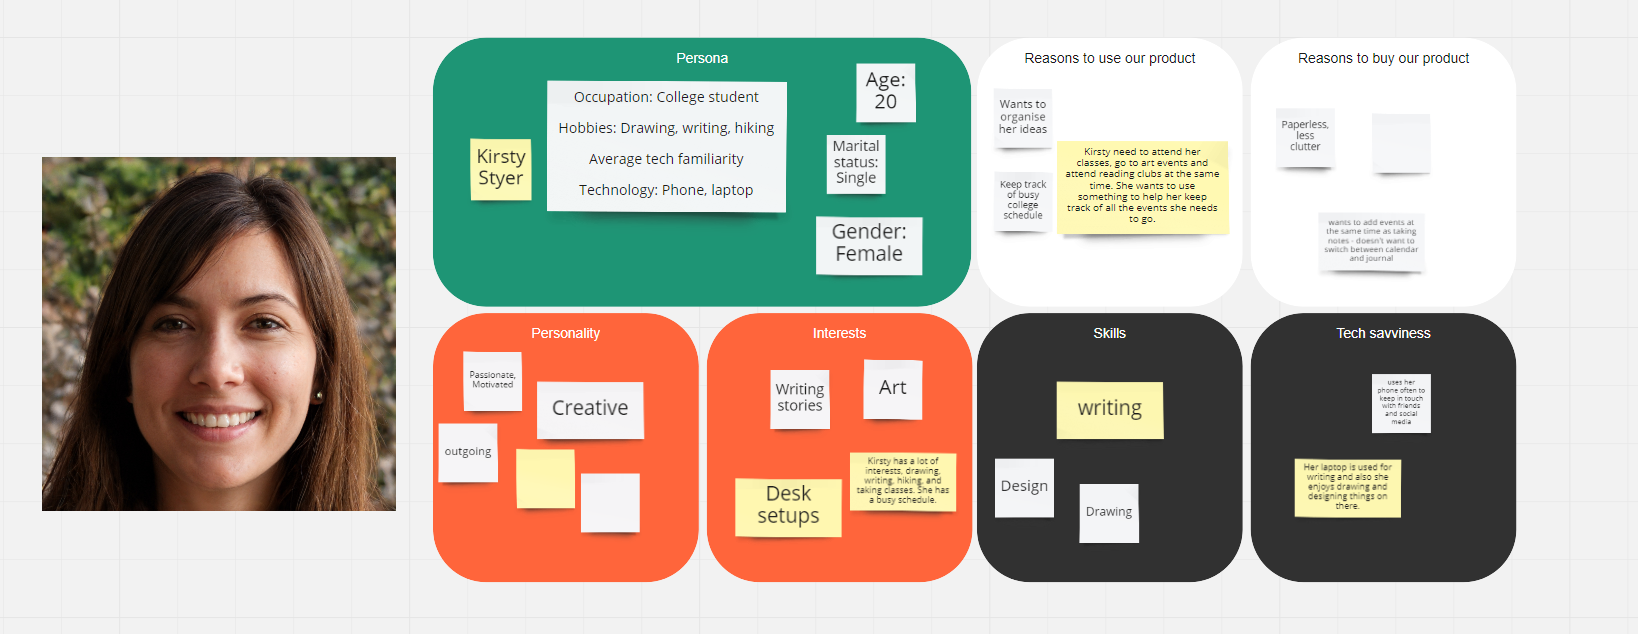 Persona
Kirsty
Styer
Occupation: College student
Hobbies: Drawing, writing, hiking
Average tech familiarity
Technology: Phone, laptop
Age:
20
Marital
status:
Single
Gender:
Female
Reasons to use our product
Wants to
organise
her ideas
Keep track
of busy
college
schedule
Kirsty need to attend her
classes, go to art events and
attend reading clubs at the same
time. She wants to use
something to help her keep
track of all the events she needs
to go.
Reasons to buy our product
Paperless,
less
clutter
wants to add events at
the same time as taking
notes - doesn't want to
switch between calendar
and journal
Personality
Passionate,
Motivated
Creative
outgoing
Interests
Writing
stories
Art
Desk
setups
Kirsty has a lot of
interests, drawing,
writing, hiking, and
taking classes. She has
a busy schedule.
Skills
writing
Design
Drawing
Tech savviness
uses her
phone often to
keep in touch
with friends
and social
media
Her laptop is used for
writing and also she
enjoys drawing and
designing things on
there.